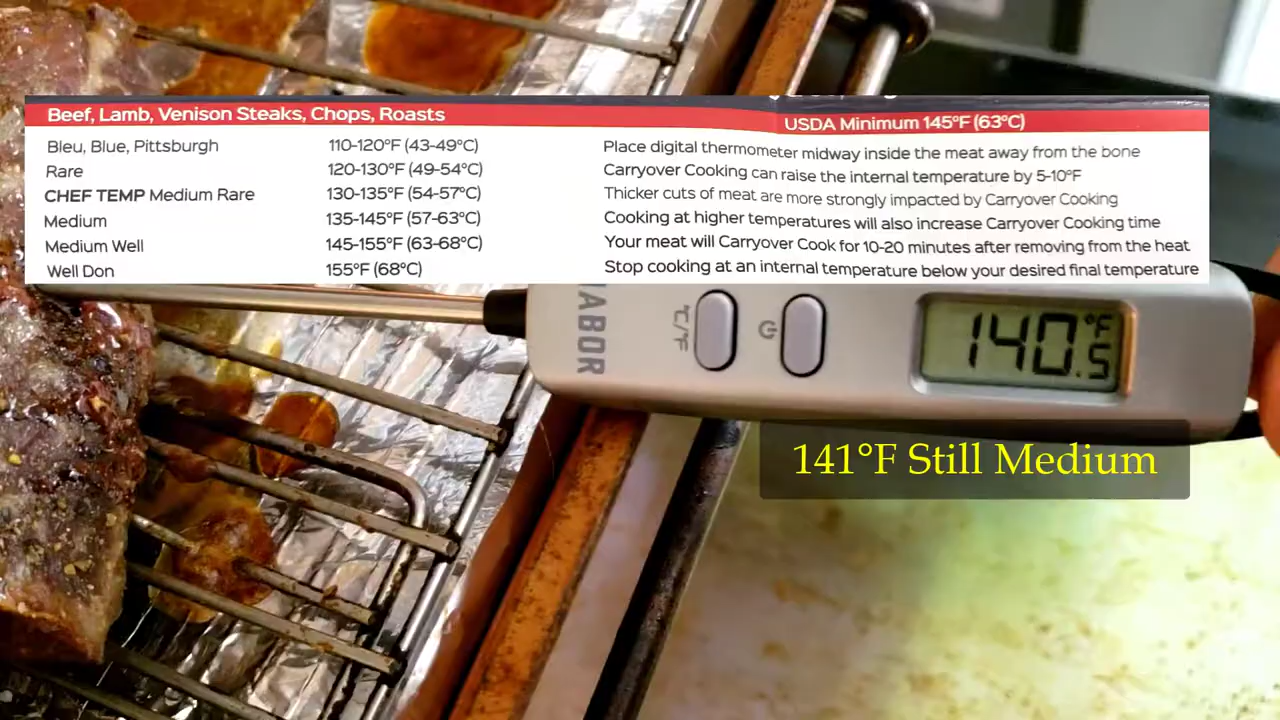 Beef, Lamb, Venison Steaks, Chops, Roasts
USDA Minimum 145°F (63°C)
Bleu, Blue, Pittsburgh 110-120°F (43-49°C) Place digital thermometer midway inside the meat away from the bone
Rare 120-130°F (49-54°C) Carryover Cooking can raise the internal temperature by 5-10°F
CHEF TEMP Medium Rare 130-135°F (54-57°C) Thicker cuts of meat are more strongly impacted by Carryover Cooking
Medium 135-145°F (57-63°C) Cooking at higher temperatures will also increase Carryover Cooking time
Medium Well 145-155°F (63-68°C) Your meat will Carryover Cook for 10-20 minutes after removing from the heat
Well Don 155°F (68°C) Stop cooking at an internal temperature below your desired final temperature
ABOR
°C/°F
140.5°F
141°F Still Medium